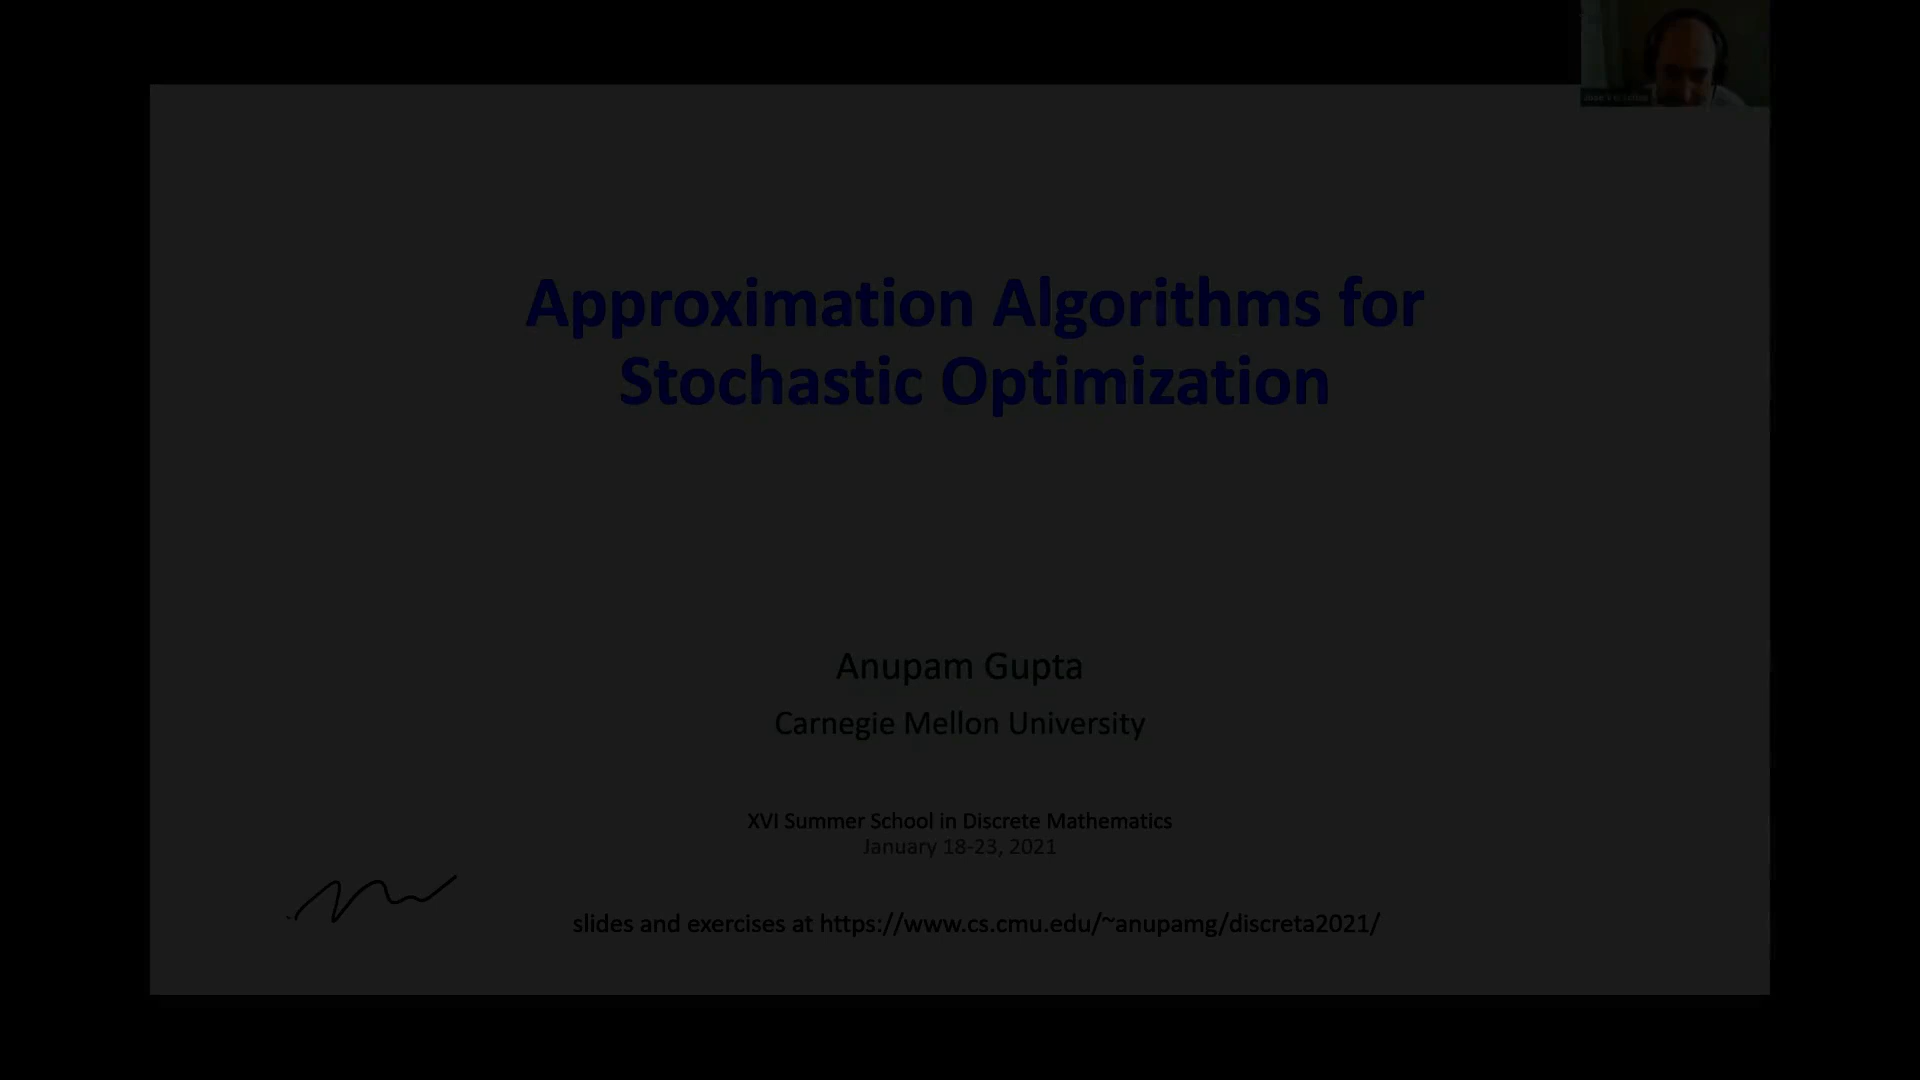 Approximation Algorithms for
Stochastic Optimization
Anupam Gupta
Carnegie Mellon University
XVI Summer School in Discrete Mathematics
January 18-23, 2021
slides and exercises at https://www.cs.cmu.edu/~anupamg/discreta2021/